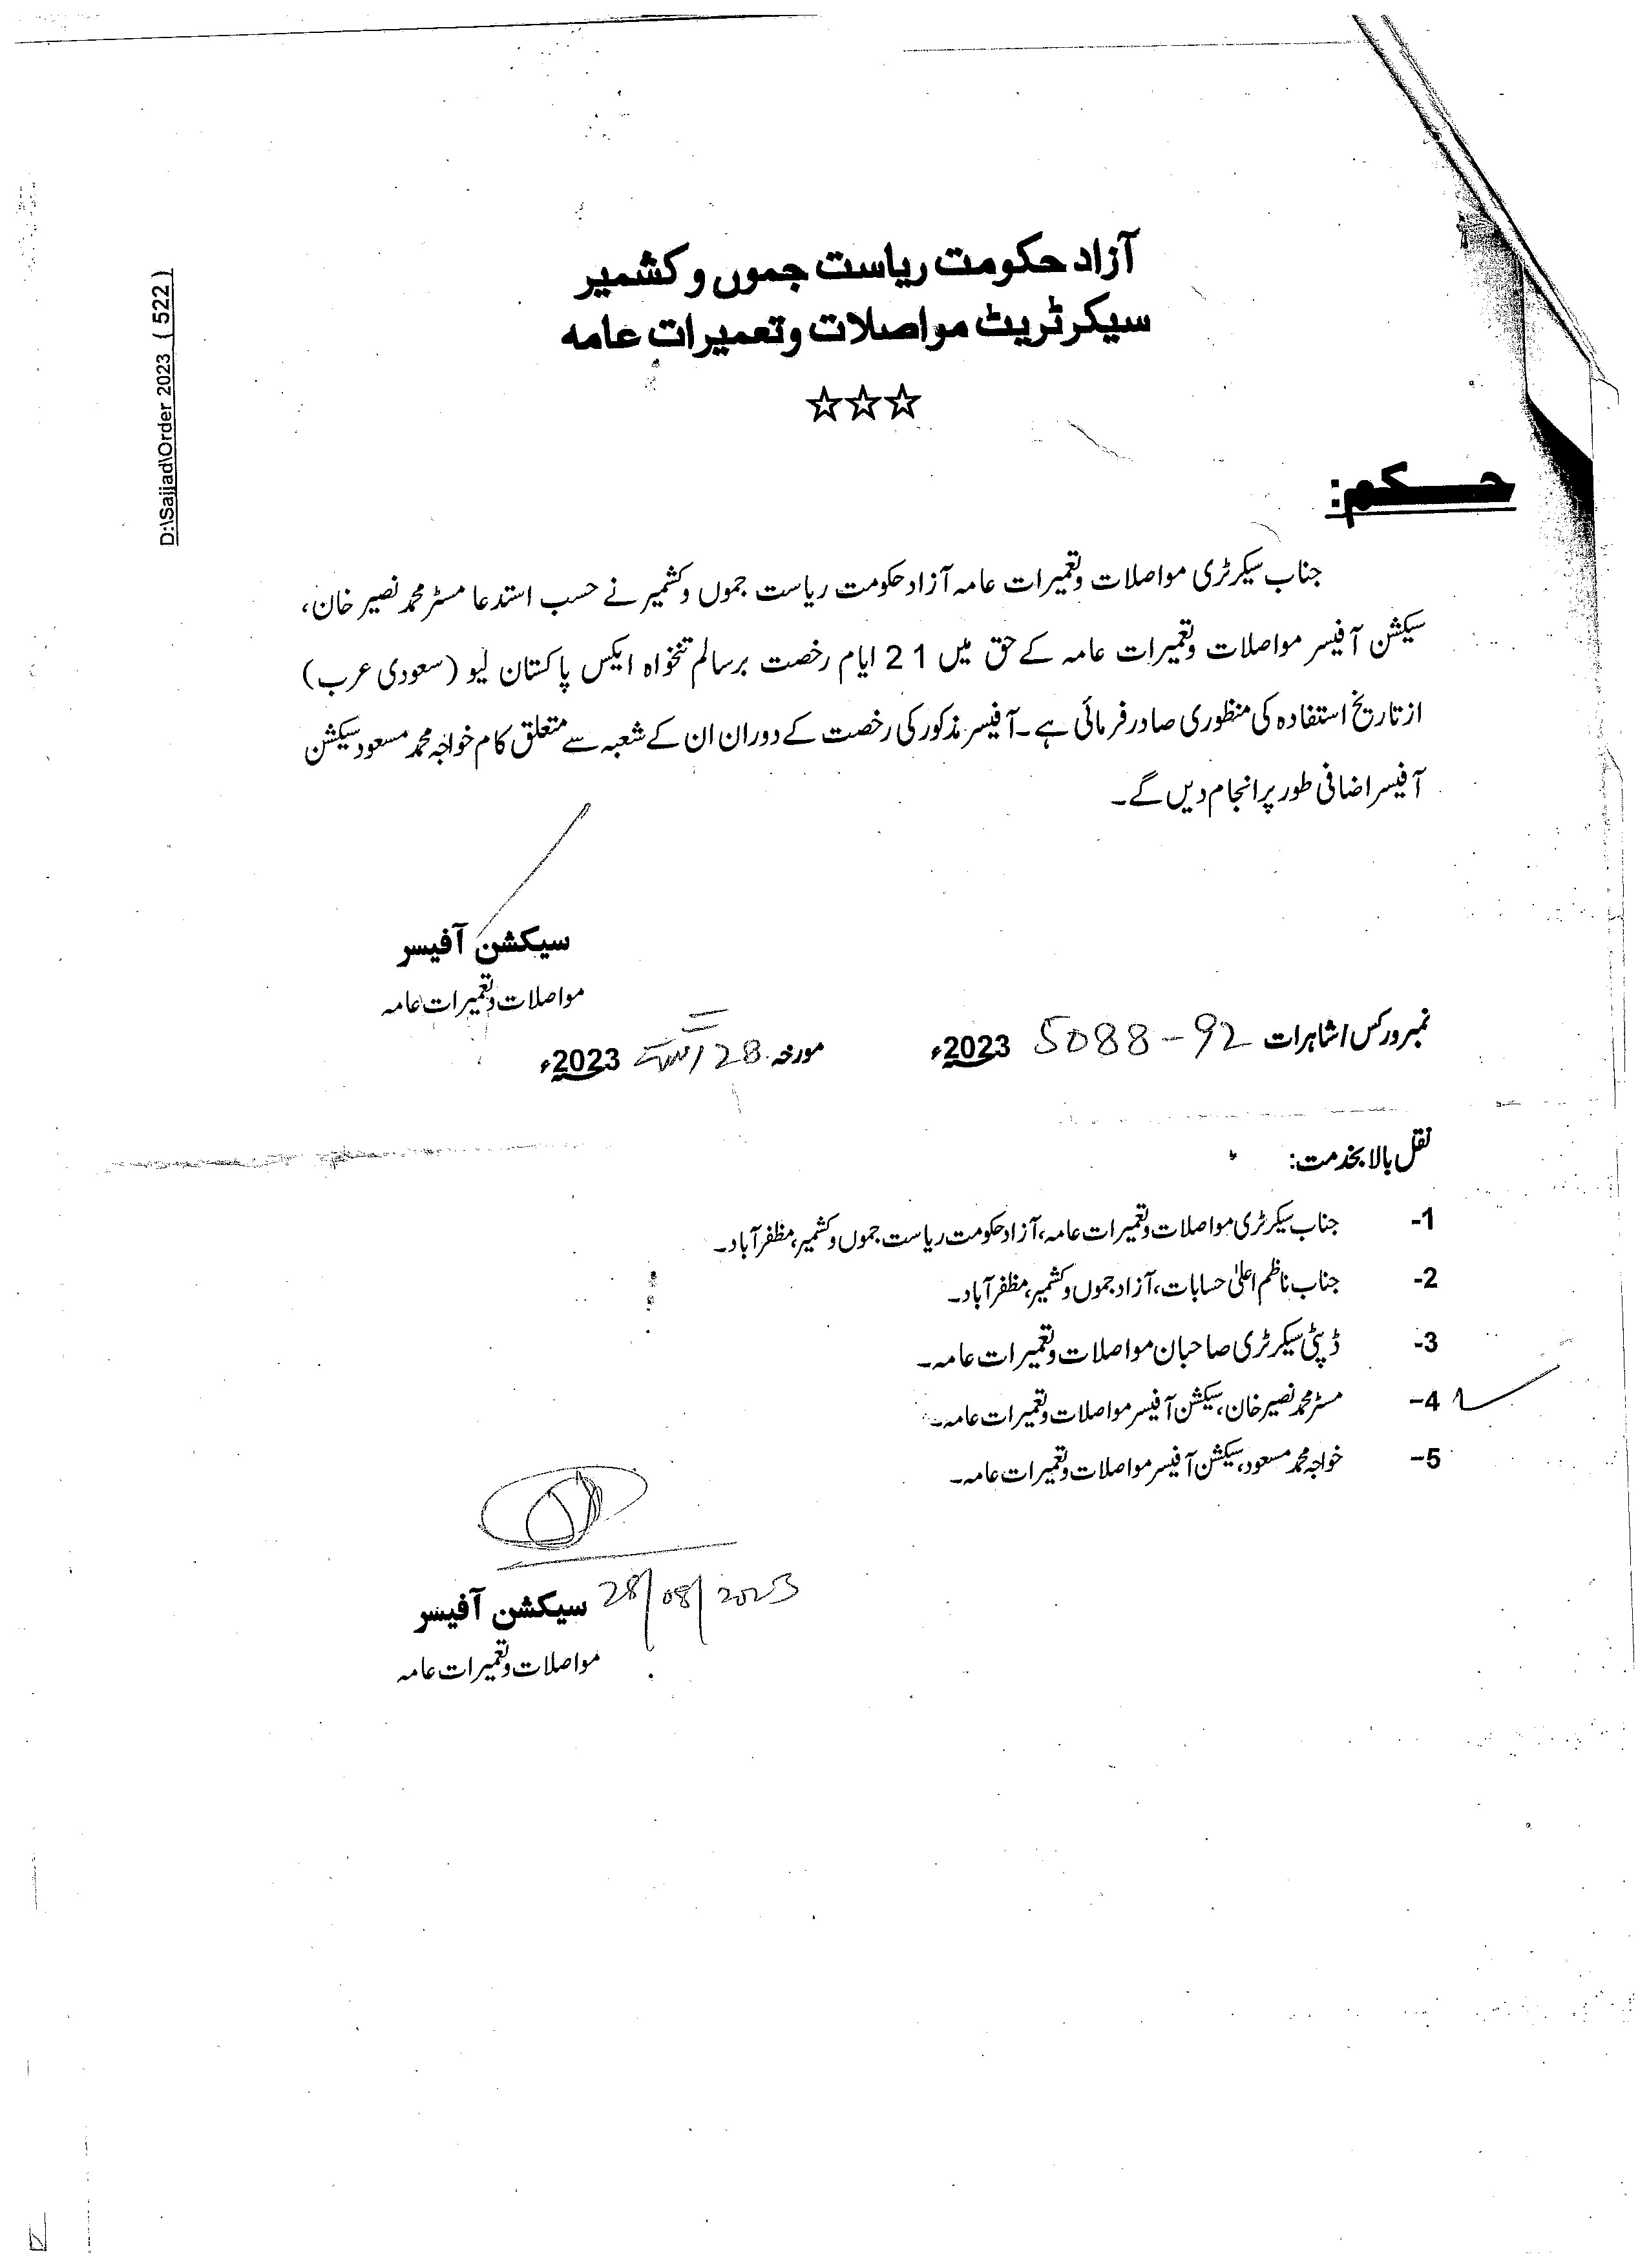 آزاد حکومت ریاست جموں و کشمیر
سیکرٹریٹ مواصلات و تعمیرات عامہ
☆☆☆
D:\Sajjad\Order 2023 ( 522 )
حکم:
جناب سیکرٹری مواصلات وتعمیرات عامہ آزاد حکومت ریاست جموں وکشمیر نے حسب استدعا مسٹر محمد نصیر خان،
سیکشن آفیسر مواصلات وتعمیرات عامہ کے حق میں 21 ایام رخصت برسالم تنخواہ ایکس پاکستان لیو (سعودی عرب)
از تاریخ استفادہ کی منظوری صادر فرمائی ہے۔ آفیسر مذکور کی رخصت کے دوران ان کے شعبہ سے متعلق کام خواجہ محمد مسعود سیکشن
آفیسر اضافی طور پر انجام دیں گے۔
سیکشن آفیسر
مواصلات وتعمیرات عامہ
نمبر ورکس/شاہرات 5088-92 2023ء مورخہ 28/اگست 2023ء
نقل بالا بخدمت:
1- جناب سیکرٹری مواصلات وتعمیرات عامہ، آزاد حکومت ریاست جموں وکشمیر، مظفرآباد۔
2- جناب ناظم اعلیٰ حسابات، آزاد جموں وکشمیر، مظفرآباد۔
3- ڈپٹی سیکرٹری صاحبان مواصلات وتعمیرات عامہ۔
4- مسٹر محمد نصیر خان، سیکشن آفیسر مواصلات وتعمیرات عامہ۔
5- خواجہ محمد مسعود، سیکشن آفیسر مواصلات وتعمیرات عامہ۔
سیکشن آفیسر 28/08/2023
مواصلات وتعمیرات عامہ